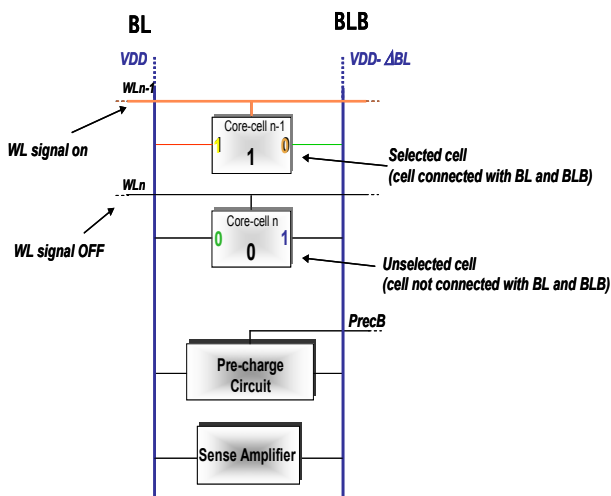 BL
BLB
VDD
VDD- ΔBL
WLn-1
Core-cell n-1
1 0
1
WL signal on
Selected cell
(cell connected with BL and BLB)
WLn
Core-cell n
0 1
0
WL signal OFF
Unselected cell
(cell not connected with BL and BLB)
PrecB
Pre-charge
Circuit
Sense Amplifier